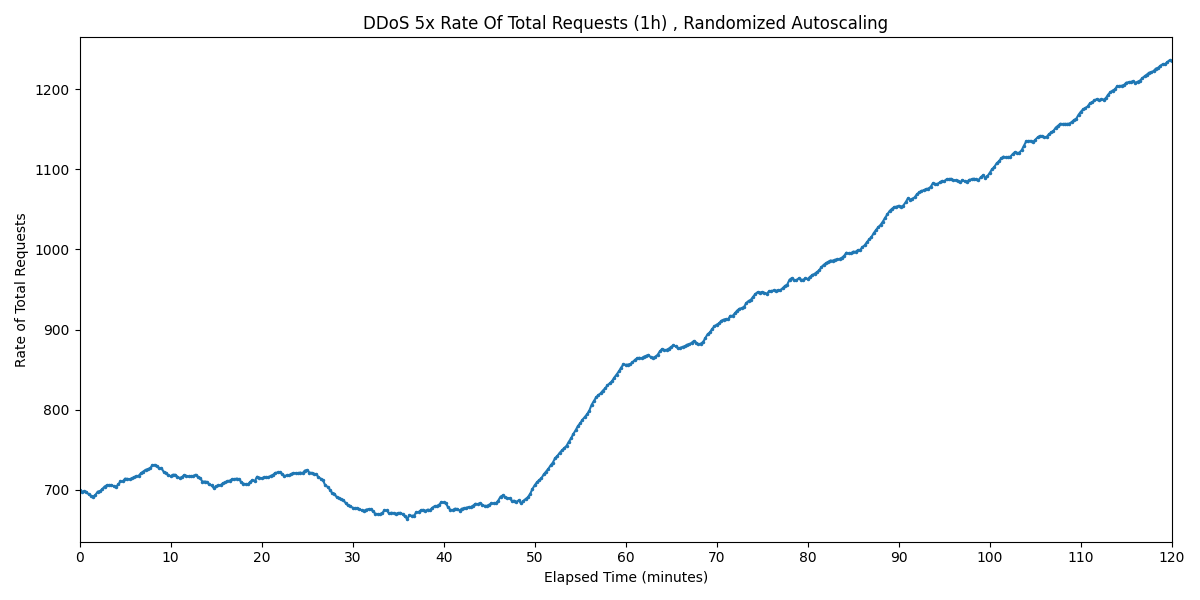 DDoS 5x Rate Of Total Requests (1h) , Randomized Autoscaling
Rate of Total Requests
1200
1100
1000
900
800
700
0 10 20 30 40 50 60 70 80 90 100 110 120
Elapsed Time (minutes)